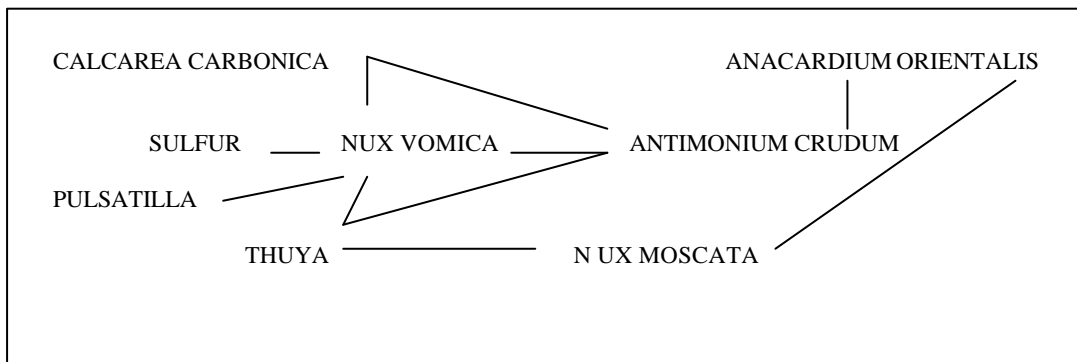 CALCAREA CARBONICA ANACARDIUM ORIENTALIS
SULFUR NUX VOMICA ANTIMONIUM CRUDUM
PULSATILLA
THUYA N UX MOSCATA